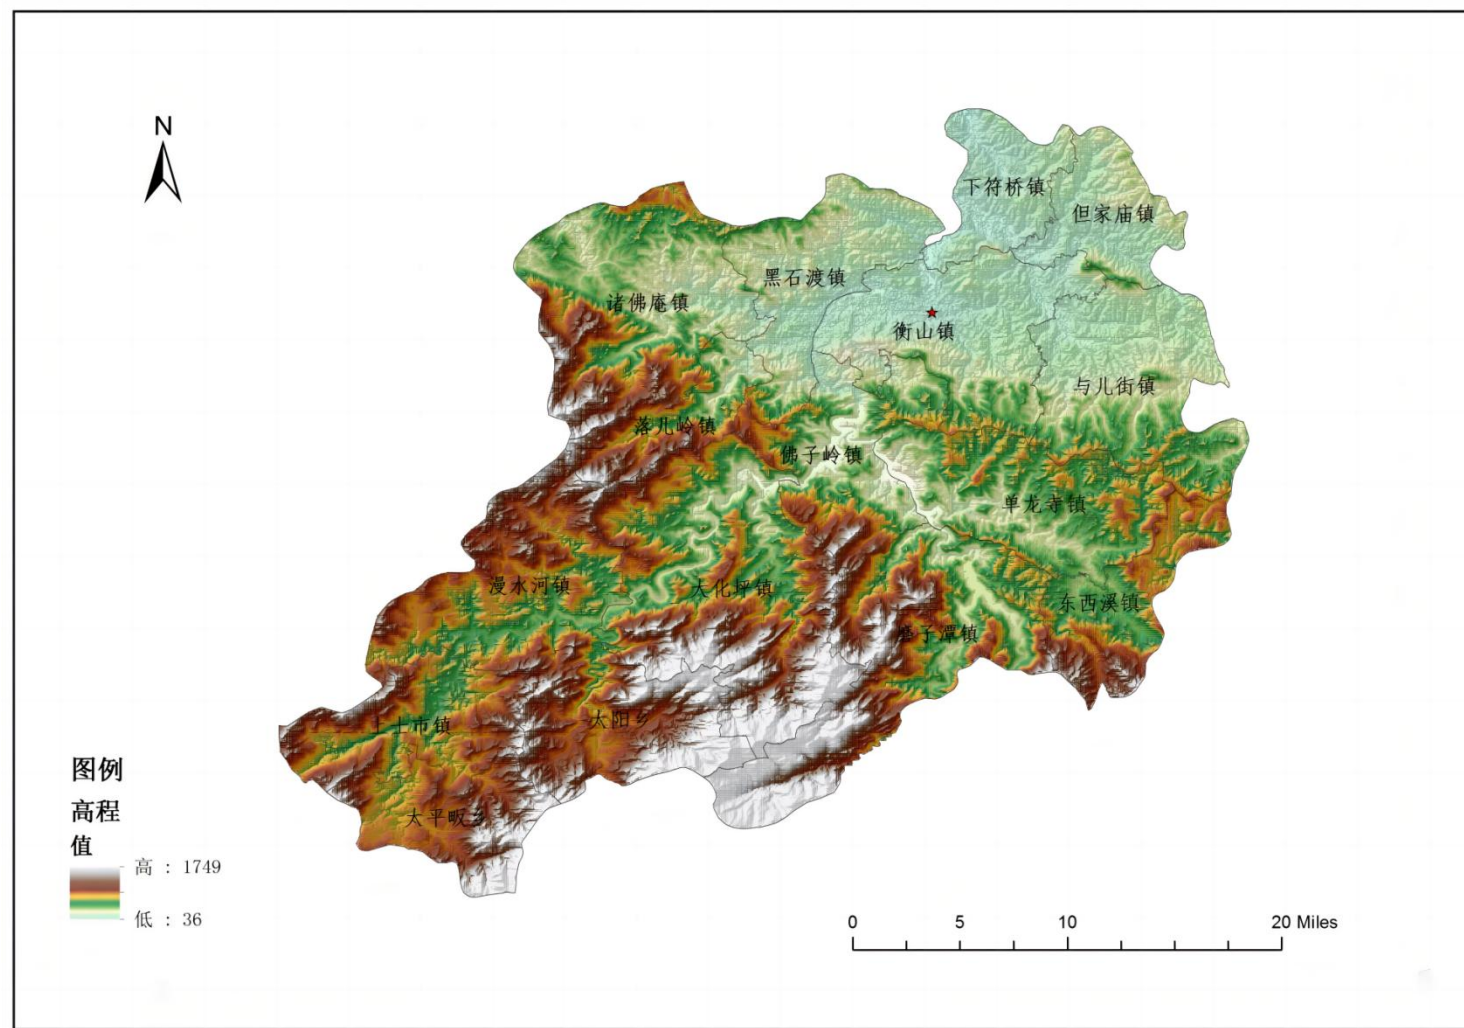 N
下符桥镇
但家庙镇
黑石渡镇
诸佛庵镇
衡山镇
与儿街镇
落儿岭镇
佛子岭镇
单龙寺镇
漫水河镇
大化坪镇
东西溪镇
磨子潭镇
上土市镇
太阳乡
太平畈乡
图例
高程
值
高 : 1749
低 : 36
0 5 10 20 Miles